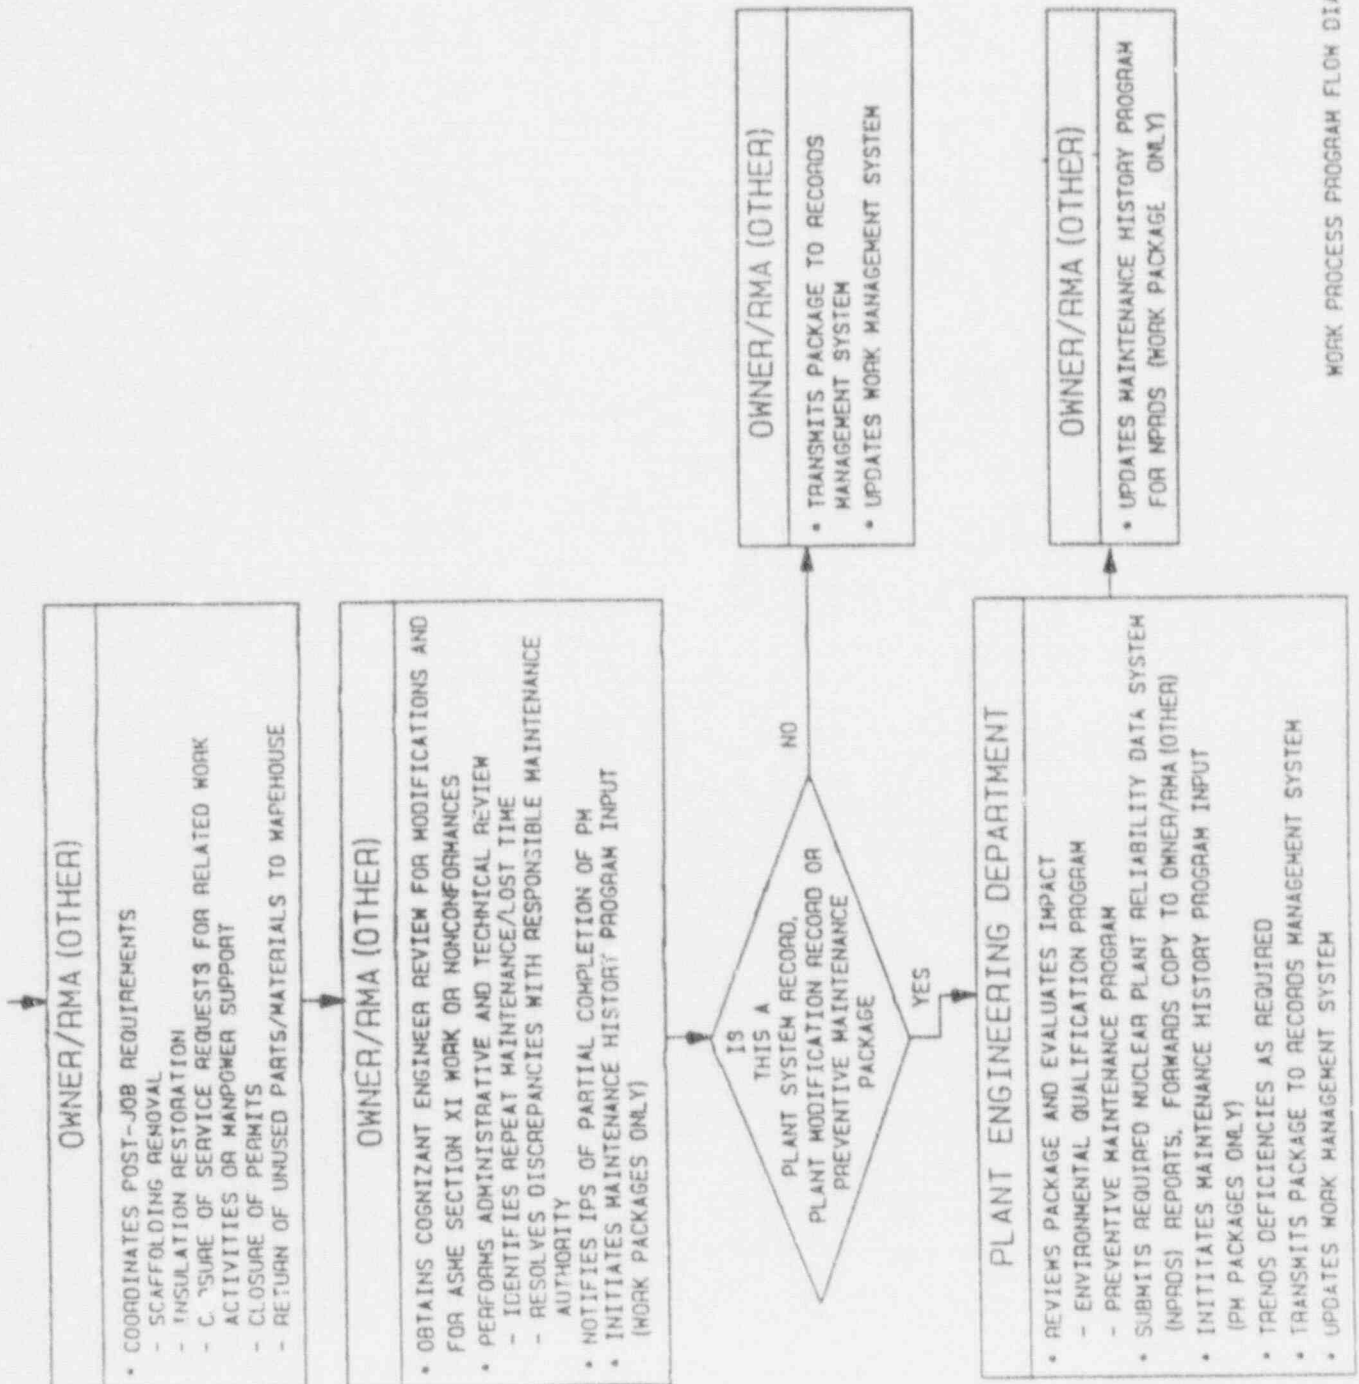 OWNER/RMA (OTHER)
• COORDINATES POST-JOB REQUIREMENTS
- SCAFFOLDING REMOVAL
- INSULATION RESTORATION
- C. SURE OF SERVICE REQUESTS FOR RELATED WORK
ACTIVITIES OR MANPOWER SUPPORT
- CLOSURE OF PERMITS
- RETURN OF UNUSED PARTS/MATERIALS TO WAREHOUSE
OWNER/RMA (OTHER)
• OBTAINS COGNIZANT ENGINEER REVIEW FOR MODIFICATIONS AND
FOR ASME SECTION XI WORK OR NONCONFORMANCES
• PERFORMS ADMINISTRATIVE AND TECHNICAL REVIEW
- IDENTIFIES REPEAT MAINTENANCE/LOST TIME
- RESOLVES DISCREPANCIES WITH RESPONSIBLE MAINTENANCE
AUTHORITY
• NOTIFIES IPS OF PARTIAL COMPLETION OF PM
• INITIATES MAINTENANCE HISTORY PROGRAM INPUT
(WORK PACKAGES ONLY)
IS
THIS A
PLANT SYSTEM RECORD,
PLANT MODIFICATION RECORD OR
PREVENTIVE MAINTENANCE
PACKAGE
NO
YES
OWNER/RMA (OTHER)
• TRANSMITS PACKAGE TO RECORDS
MANAGEMENT SYSTEM
• UPDATES WORK MANAGEMENT SYSTEM
PLANT ENGINEERING DEPARTMENT
• REVIEWS PACKAGE AND EVALUATES IMPACT
- ENVIRONMENTAL QUALIFICATION PROGRAM
- PREVENTIVE MAINTENANCE PROGRAM
• SUBMITS REQUIRED NUCLEAR PLANT RELIABILITY DATA SYSTEM
(NPRDS) REPORTS. FORWARDS COPY TO OWNER/RMA (OTHER)
• INITITATES MAINTENANCE HISTORY PROGRAM INPUT
(PM PACKAGES ONLY)
• TRENDS DEFICIENCIES AS REQUIRED
• TRANSMITS PACKAGE TO RECORDS MANAGEMENT SYSTEM
• UPDATES WORK MANAGEMENT SYSTEM
OWNER/RMA (OTHER)
• UPDATES MAINTENANCE HISTORY PROGRAM
FOR NPRDS (WORK PACKAGE ONLY)
WORK PROCESS PROGRAM FLOW DIA